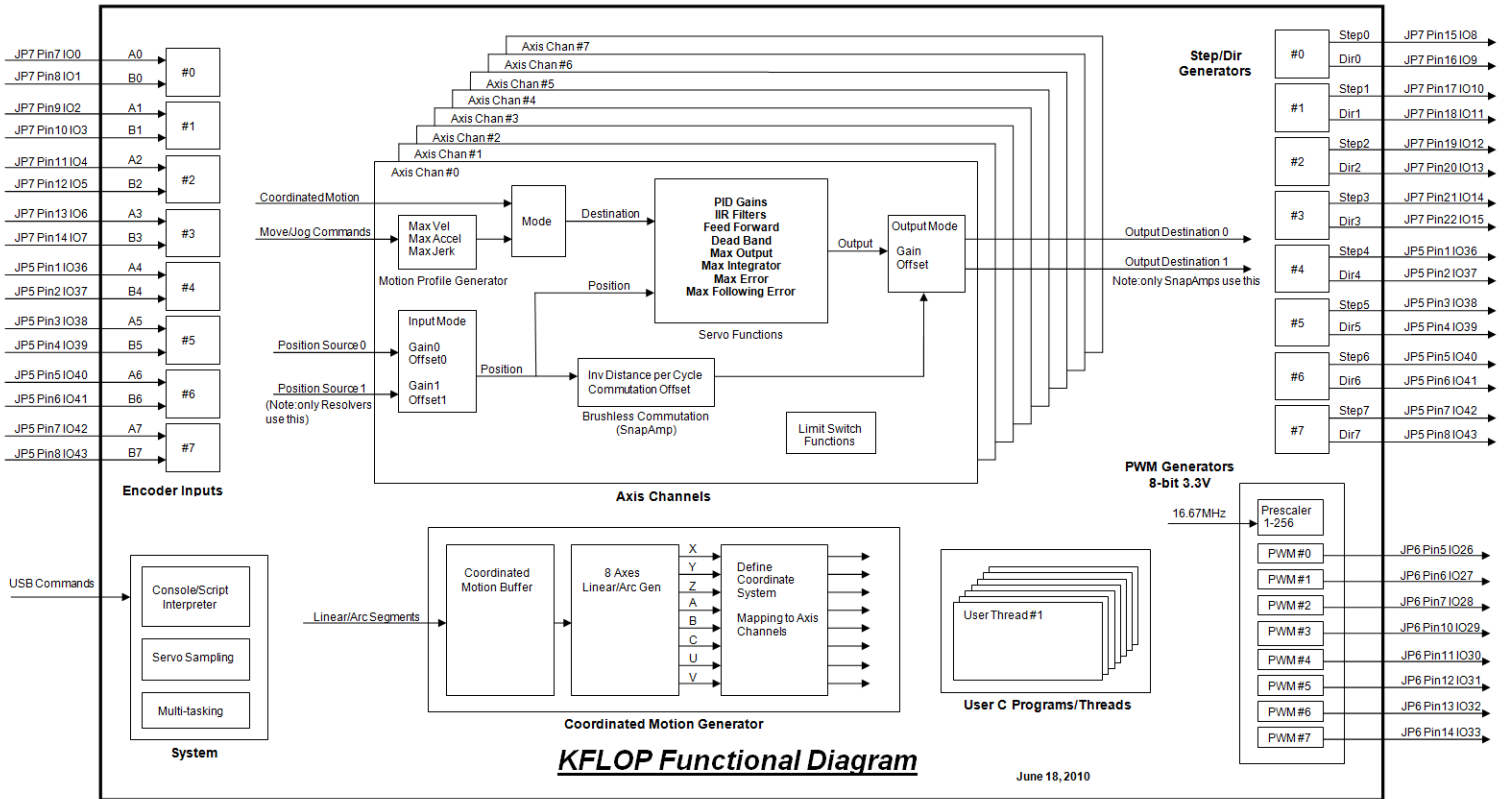 JP7 Pin7 IO0
A0
JP7 Pin8 IO1
B0
#0
JP7 Pin9 IO2
A1
JP7 Pin10 IO3
B1
#1
JP7 Pin11 IO4
A2
JP7 Pin12 IO5
B2
#2
JP7 Pin13 IO6
A3
JP7 Pin14 IO7
B3
#3
JP5 Pin1 IO36
A4
JP5 Pin2 IO37
B4
#4
JP5 Pin3 IO38
A5
JP5 Pin4 IO39
B5
#5
JP5 Pin5 IO40
A6
JP5 Pin6 IO41
B6
#6
JP5 Pin7 IO42
A7
JP5 Pin8 IO43
B7
#7
Encoder Inputs
Axis Chan #7
Axis Chan #6
Axis Chan #5
Axis Chan #4
Axis Chan #3
Axis Chan #2
Axis Chan #1
Axis Chan #0
Coordinated Motion
Move/Jog Commands
Max Vel
Max Accel
Max Jerk
Motion Profile Generator
Mode
Destination
Position
PID Gains
IIR Filters
Feed Forward
Dead Band
Max Output
Max Integrator
Max Error
Max Following Error
Servo Functions
Output
Output Mode
Gain
Offset
Output Destination 0
Output Destination 1
Note:only SnapAmps use this
Position Source 0
Position Source 1
(Note:only Resolvers
use this)
Input Mode
Gain0
Offset0
Gain1
Offset1
Position
Inv Distance per Cycle
Commutation Offset
Brushless Commutation
(SnapAmp)
Limit Switch
Functions
Axis Channels
Step/Dir
Generators
#0
Step0
JP7 Pin15 IO8
Dir0
JP7 Pin16 IO9
#1
Step1
JP7 Pin17 IO10
Dir1
JP7 Pin18 IO11
#2
Step2
JP7 Pin19 IO12
Dir2
JP7 Pin20 IO13
#3
Step3
JP7 Pin21 IO14
Dir3
JP7 Pin22 IO15
#4
Step4
JP5 Pin1 IO36
Dir4
JP5 Pin2 IO37
#5
Step5
JP5 Pin3 IO38
Dir5
JP5 Pin4 IO39
#6
Step6
JP5 Pin5 IO40
Dir6
JP5 Pin6 IO41
#7
Step7
JP5 Pin7 IO42
Dir7
JP5 Pin8 IO43
PWM Generators
8-bit 3.3V
16.67MHz
Prescaler
1-256
PWM #0
JP6 Pin5 IO26
PWM #1
JP6 Pin6 IO27
PWM #2
JP6 Pin7 IO28
PWM #3
JP6 Pin10 IO29
PWM #4
JP6 Pin11 IO30
PWM #5
JP6 Pin12 IO31
PWM #6
JP6 Pin13 IO32
PWM #7
JP6 Pin14 IO33
USB Commands
Console/Script
Interpreter
Servo Sampling
Multi-tasking
System
Linear/Arc Segments
Coordinated
Motion Buffer
8 Axes
Linear/Arc Gen
X
Y
Z
A
B
C
U
V
Define
Coordinate
System
Mapping to Axis
Channels
Coordinated Motion Generator
User Thread #1
User C Programs/Threads
KFLOP Functional Diagram
June 18, 2010